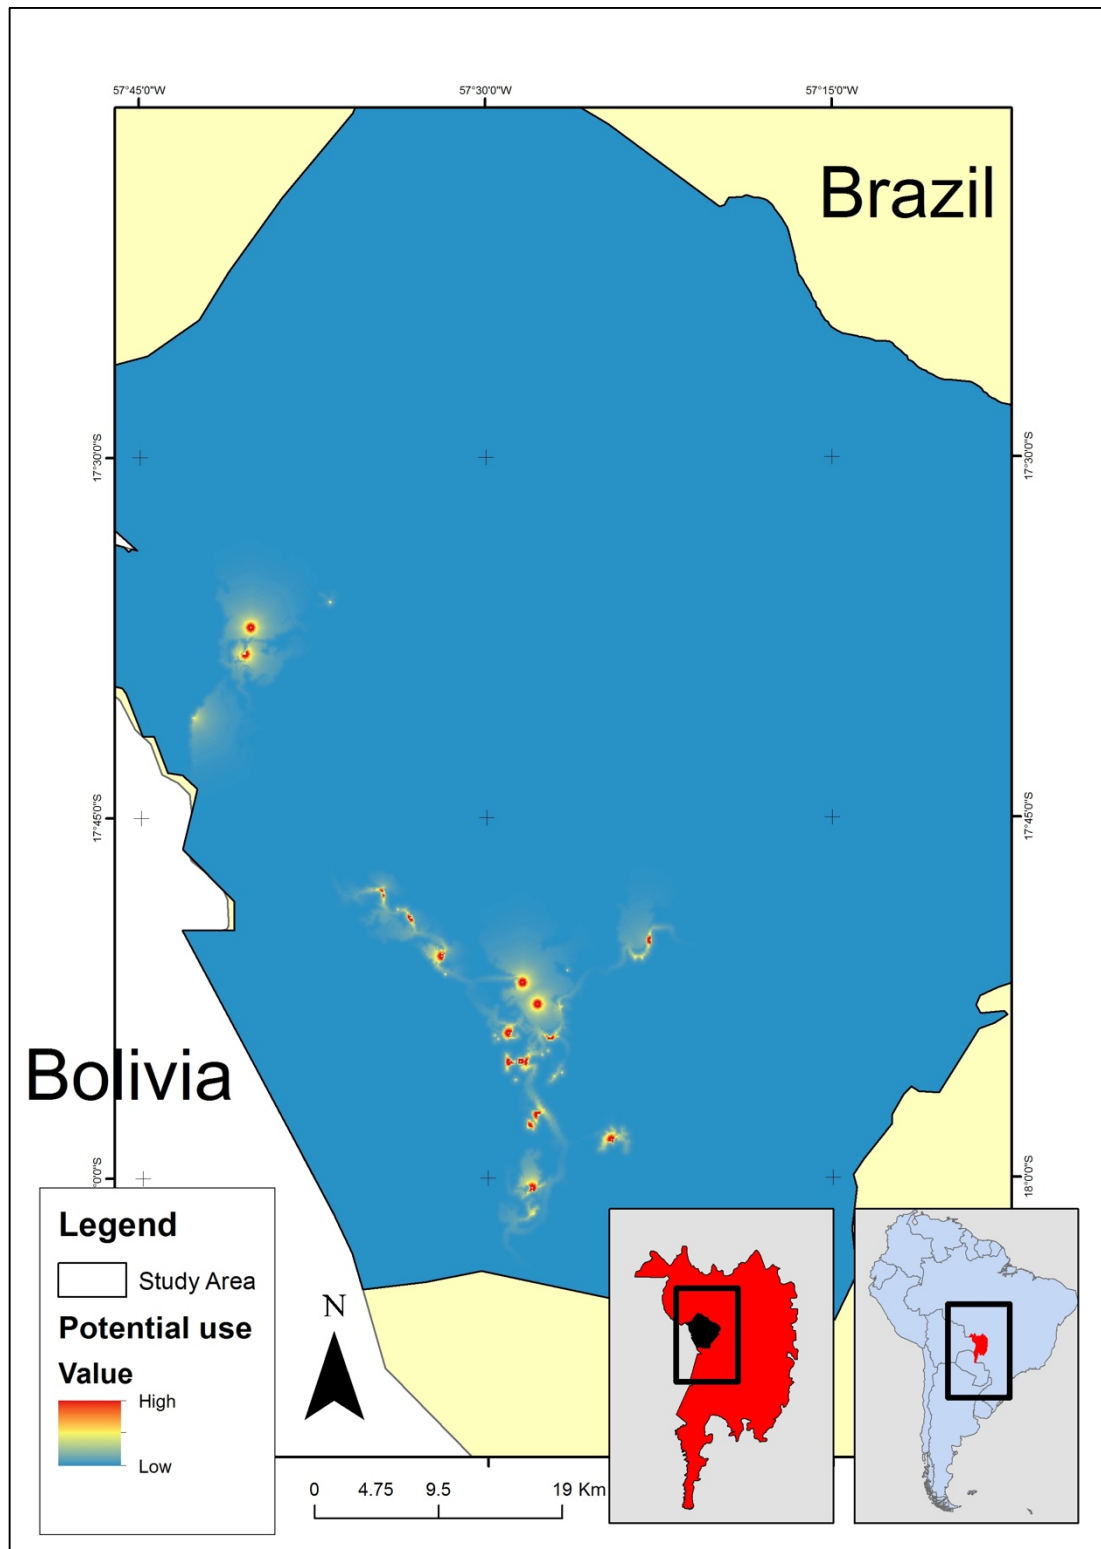 57°45'0"W 57°30'0"W 57°15'0"W
Brazil
17°30'0"S 17°30'0"S
17°45'0"S 17°45'0"S
Bolivia
°0'0"S 18°0'0"S
Legend
Study Area
Potential use
Value
High
Low
N
0 4.75 9.5 19 Km